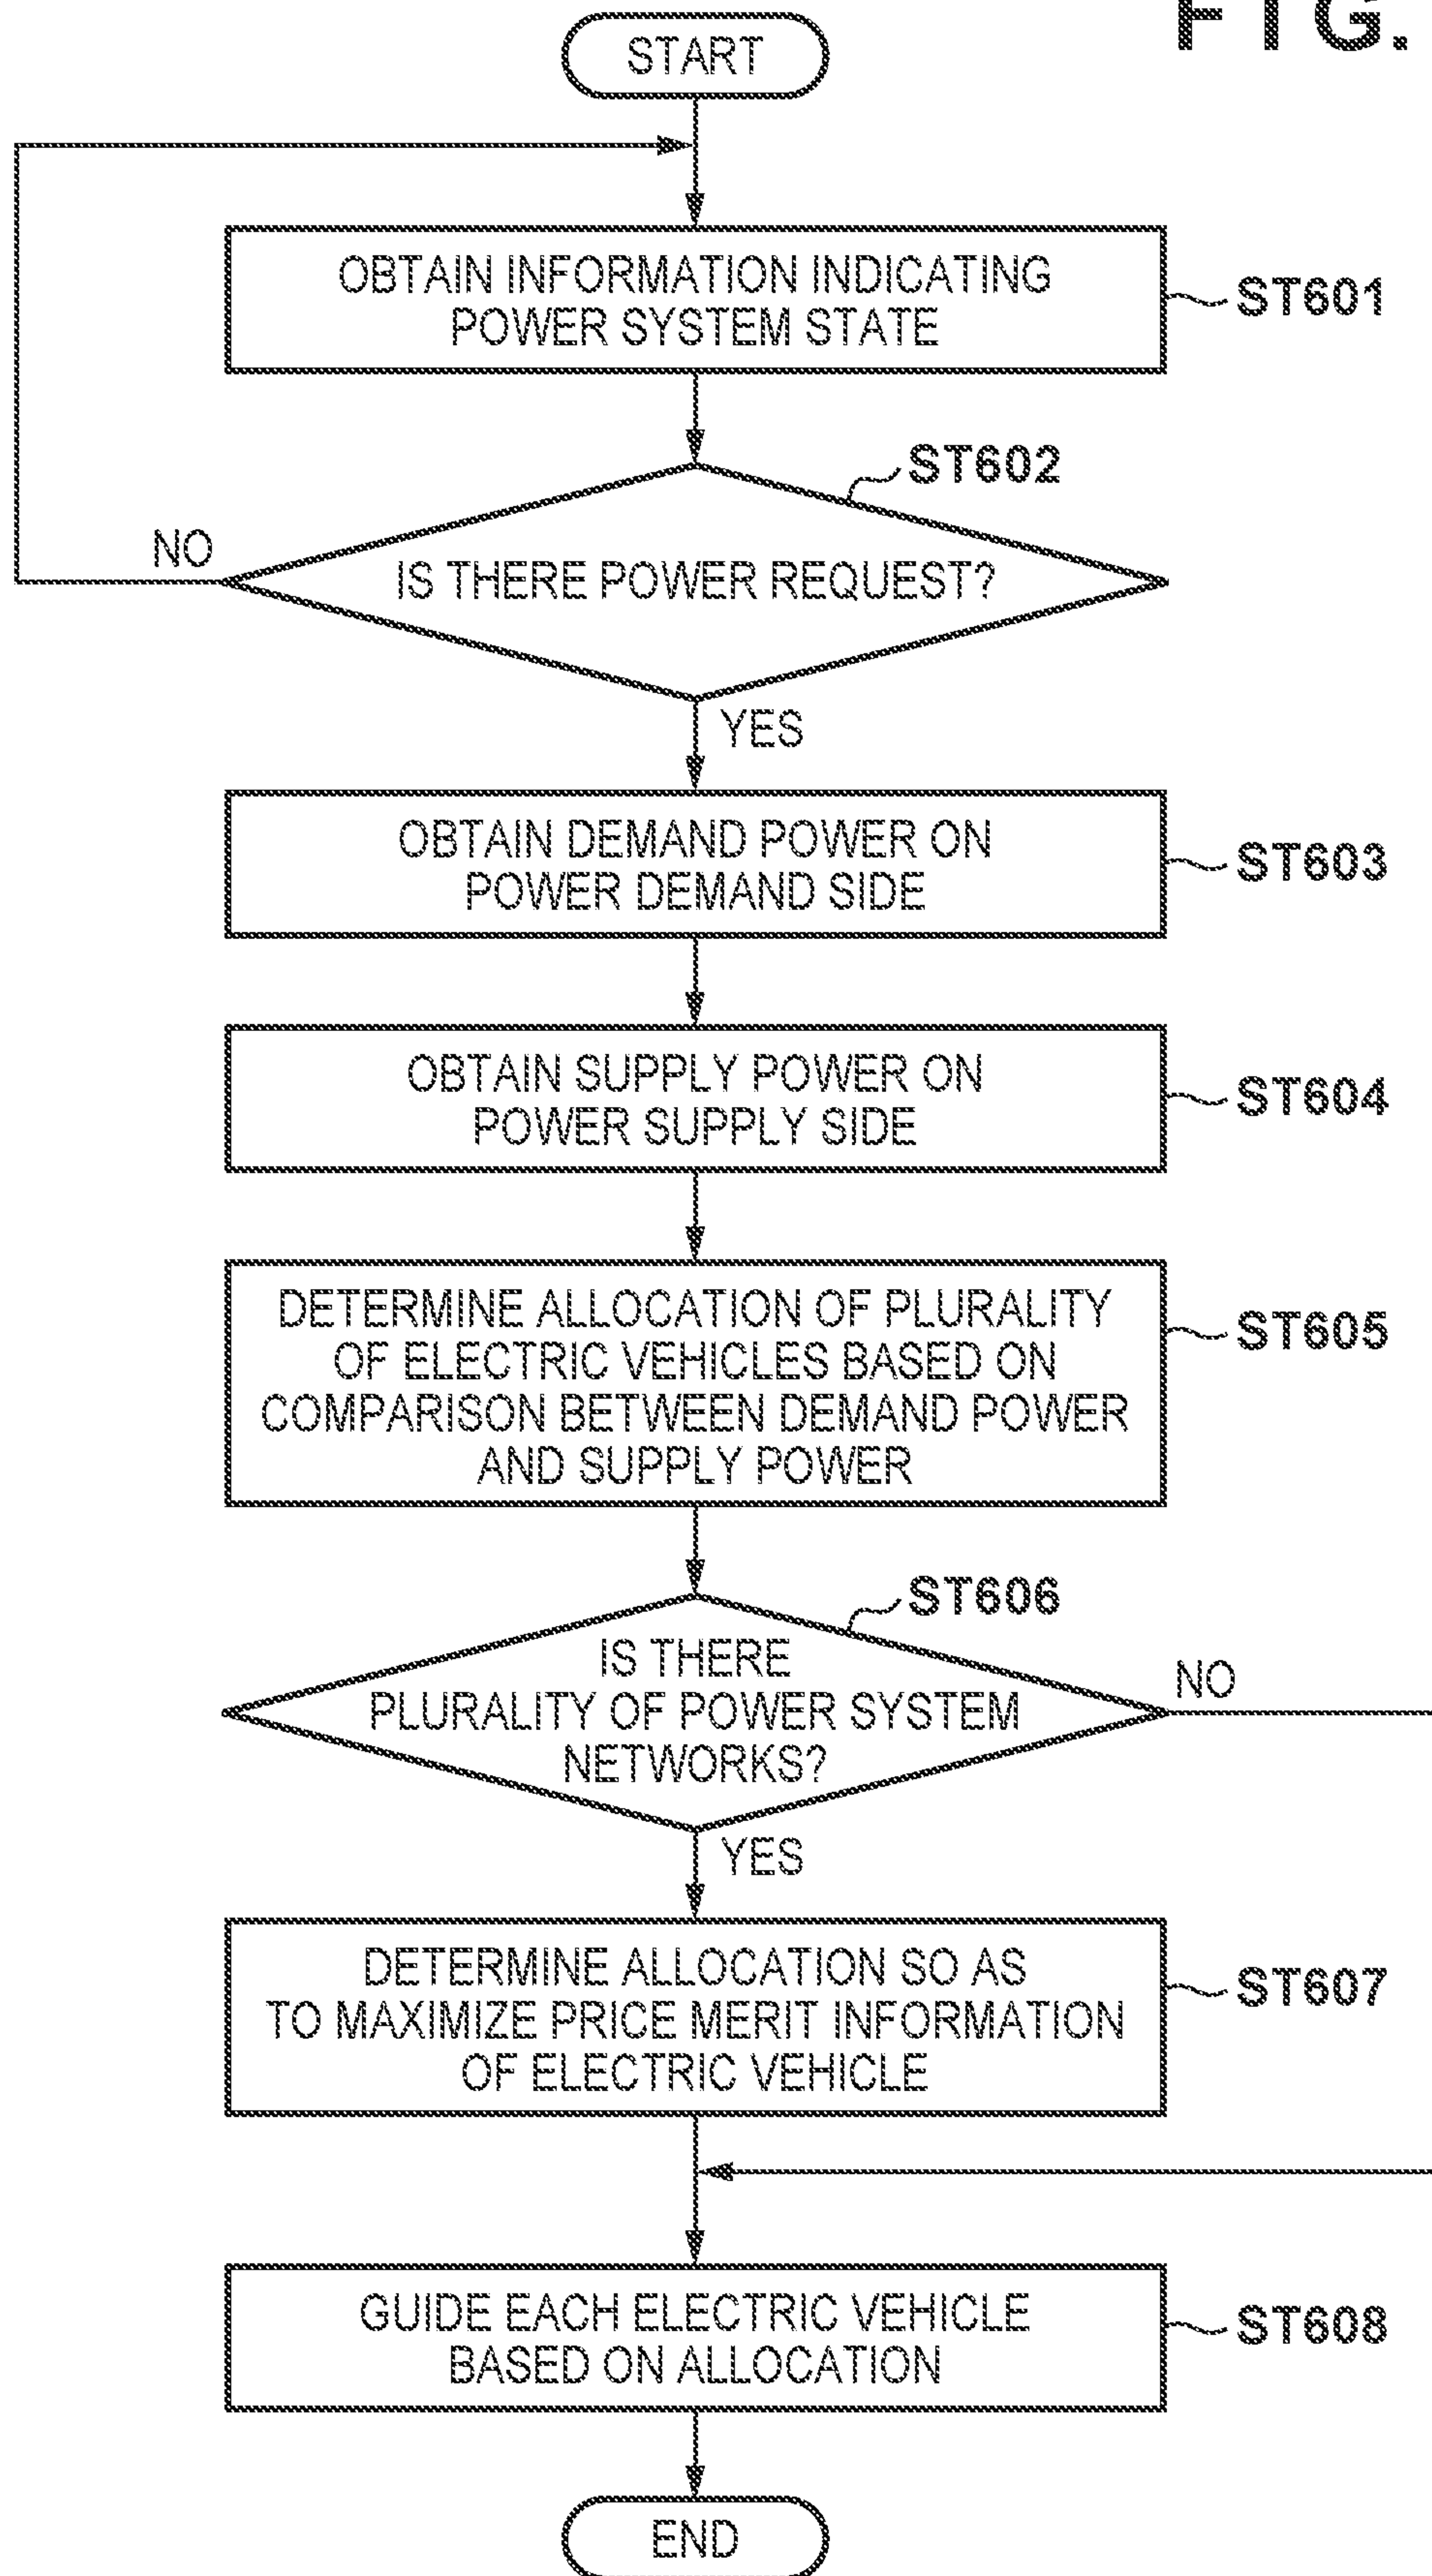 FIG.
START
OBTAIN INFORMATION INDICATING
POWER SYSTEM STATE
ST601
ST602
NO
IS THERE POWER REQUEST?
YES
OBTAIN DEMAND POWER ON
POWER DEMAND SIDE
ST603
OBTAIN SUPPLY POWER ON
POWER SUPPLY SIDE
ST604
DETERMINE ALLOCATION OF PLURALITY
OF ELECTRIC VEHICLES BASED ON
COMPARISON BETWEEN DEMAND POWER
AND SUPPLY POWER
ST605
ST606
IS THERE
PLURALITY OF POWER SYSTEM
NETWORKS?
NO
YES
DETERMINE ALLOCATION SO AS
TO MAXIMIZE PRICE MERIT INFORMATION
OF ELECTRIC VEHICLE
ST607
GUIDE EACH ELECTRIC VEHICLE
BASED ON ALLOCATION
ST608
END